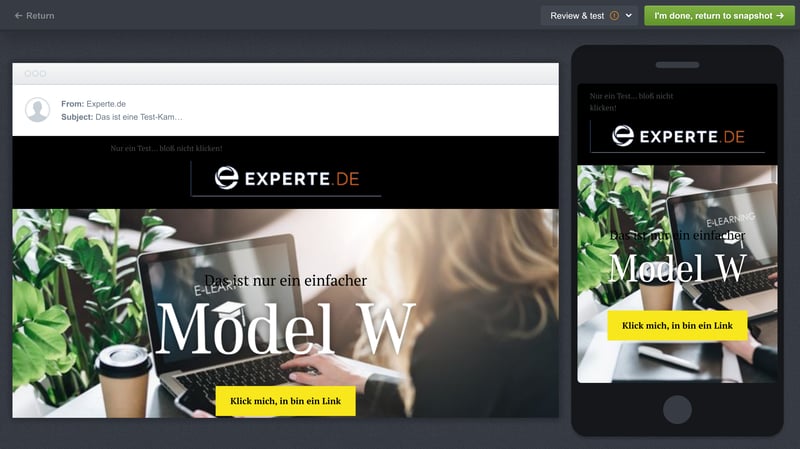 ← Return
Review & test
I'm done, return to snapshot →
From: Experte.de
Subject: Das ist eine Test-Kam…
Nur ein Test... bloß nicht klicken!
EXPERTE.DE
E-LEARNING
Das ist nur ein einfacher
Model W
Klick mich, in bin ein Link
Nur ein Test... bloß nicht
klicken!
EXPERTE.DE
E-LEARNING
Das ist nur ein einfacher
Model W
Klick mich, in bin ein Link